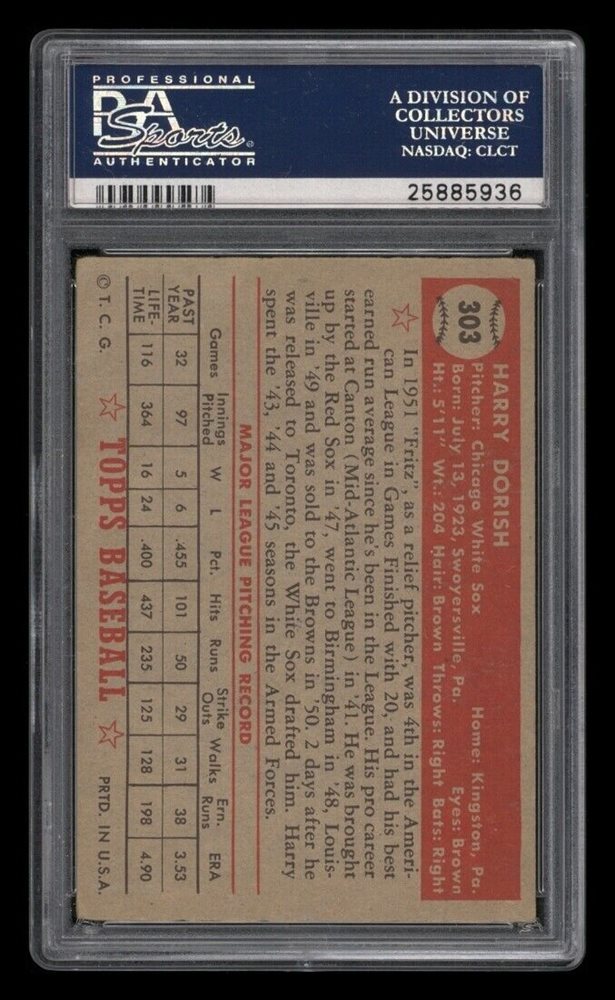 PROFESSIONAL
PSA
Sports
AUTHENTICATOR
A DIVISION OF
COLLECTORS
UNIVERSE
NASDAQ: CLCT
25885936
303
HARRY DORISH
Pitcher: Chicago White Sox Home: Kingston, Pa.
Born: July 13, 1923, Swoyersville, Pa. Eyes: Brown
Ht.: 5'11" Wt.: 204 Hair: Brown Throws: Right Bats: Right
In 1951 "Fritz", as a relief pitcher, was 4th in the Ameri-
can League in Games Finished with 20, and had his best
earned run average since he's been in the League. His pro career
started at Canton (Mid-Atlantic League) in '41. He was brought
up by the Red Sox in '47, went to Birmingham in '48, Louis-
ville in '49 and was sold to the Browns in '50. 2 days after he
was released to Toronto, the White Sox drafted him. Harry
spent the '43, '44 and '45 seasons in the Armed Forces.
MAJOR LEAGUE PITCHING RECORD
Games Innings Pitched W L Pct. Hits Runs Strike Outs Walks Ern. Runs ERA
PAST YEAR 32 97 5 6 .455 101 50 29 31 38 3.53
LIFE-TIME 116 364 16 24 .400 437 235 125 128 198 4.90
© T. C. G. TOPPS BASEBALL PRTD. IN U.S.A.